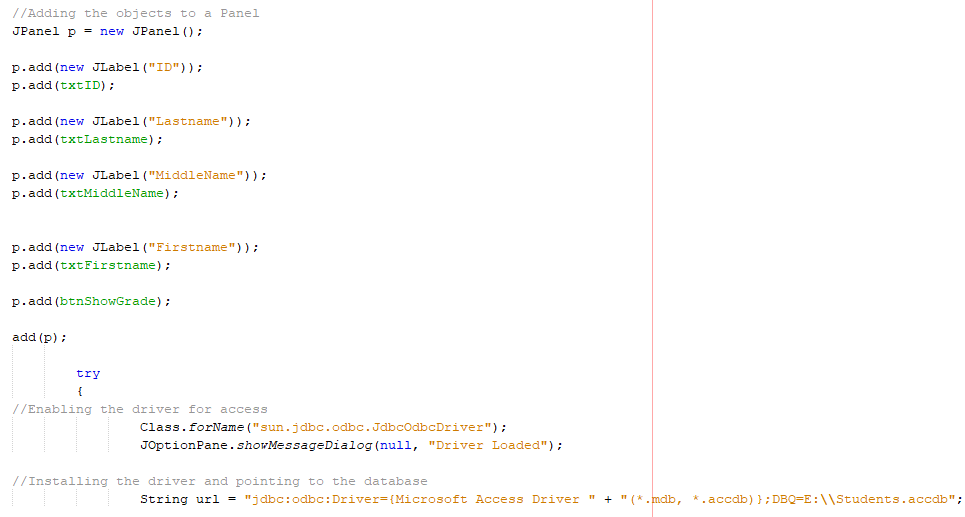 //Adding the objects to a Panel
JPanel p = new JPanel();
p.add(new JLabel("ID"));
p.add(txtID);
p.add(new JLabel("Lastname"));
p.add(txtLastname);
p.add(new JLabel("MiddleName"));
p.add(txtMiddleName);
p.add(new JLabel("Firstname"));
p.add(txtFirstname);
p.add(btnShowGrade);
add(p);
try
{
//Enabling the driver for access
Class.forName("sun.jdbc.odbc.JdbcOdbcDriver");
JOptionPane.showMessageDialog(null, "Driver Loaded");
//Installing the driver and pointing to the database
String url = "jdbc:odbc:Driver={Microsoft Access Driver " + "(*.mdb, *.accdb)};DBQ=E:\\Students.accdb";